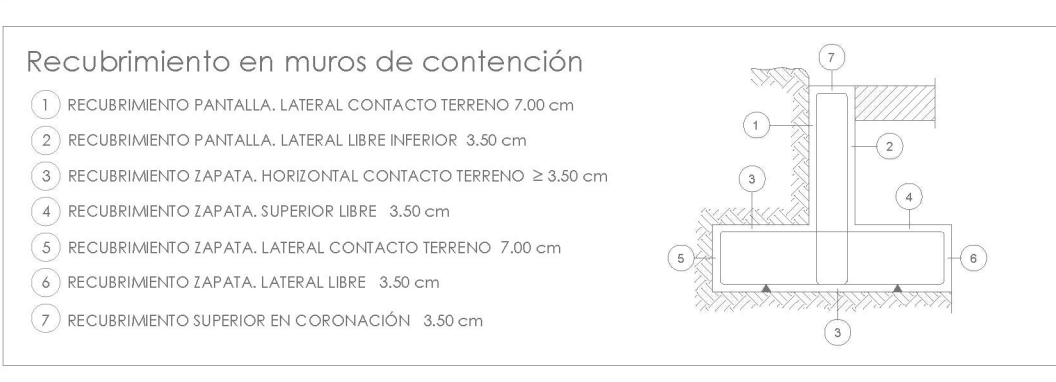 Recubrimiento en muros de contención
1 RECUBRIMIENTO PANTALLA. LATERAL CONTACTO TERRENO 7.00 cm
2 RECUBRIMIENTO PANTALLA. LATERAL LIBRE INFERIOR 3.50 cm
3 RECUBRIMIENTO ZAPATA. HORIZONTAL CONTACTO TERRENO ≥ 3.50 cm
4 RECUBRIMIENTO ZAPATA. SUPERIOR LIBRE 3.50 cm
5 RECUBRIMIENTO ZAPATA. LATERAL CONTACTO TERRENO 7.00 cm
6 RECUBRIMIENTO ZAPATA. LATERAL LIBRE 3.50 cm
7 RECUBRIMIENTO SUPERIOR EN CORONACIÓN 3.50 cm
7
1
2
3
4
5
6
3